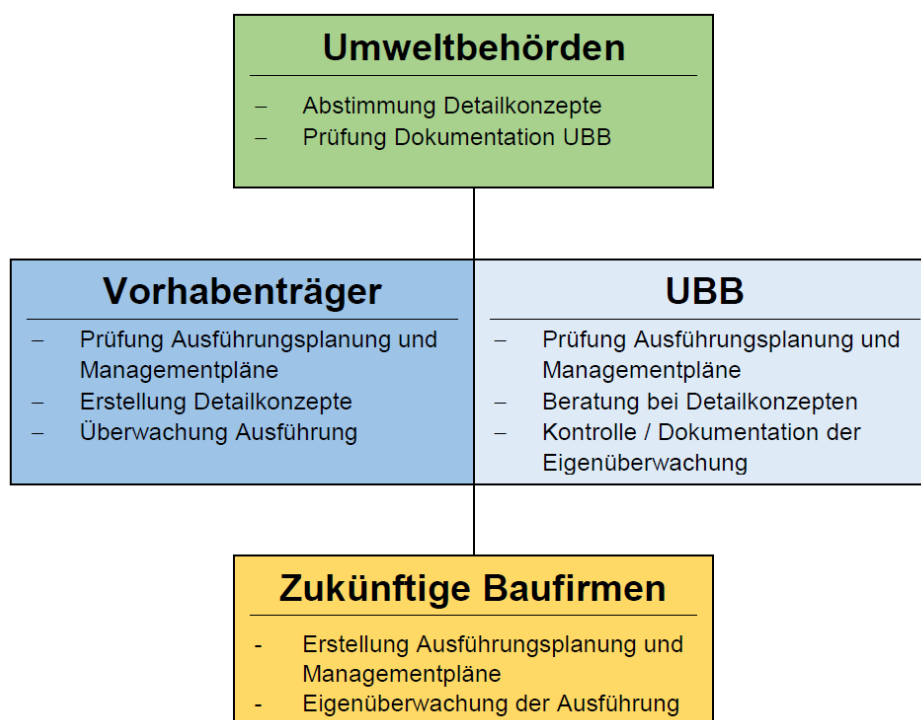 Umweltbehörden
– Abstimmung Detailkonzepte
– Prüfung Dokumentation UBB
Vorhabenträger
– Prüfung Ausführungsplanung und
Managementpläne
– Erstellung Detailkonzepte
– Überwachung Ausführung
UBB
– Prüfung Ausführungsplanung und
Managementpläne
– Beratung bei Detailkonzepten
– Kontrolle / Dokumentation der
Eigenüberwachung
Zukünftige Baufirmen
- Erstellung Ausführungsplanung und
Managementpläne
- Eigenüberwachung der Ausführung